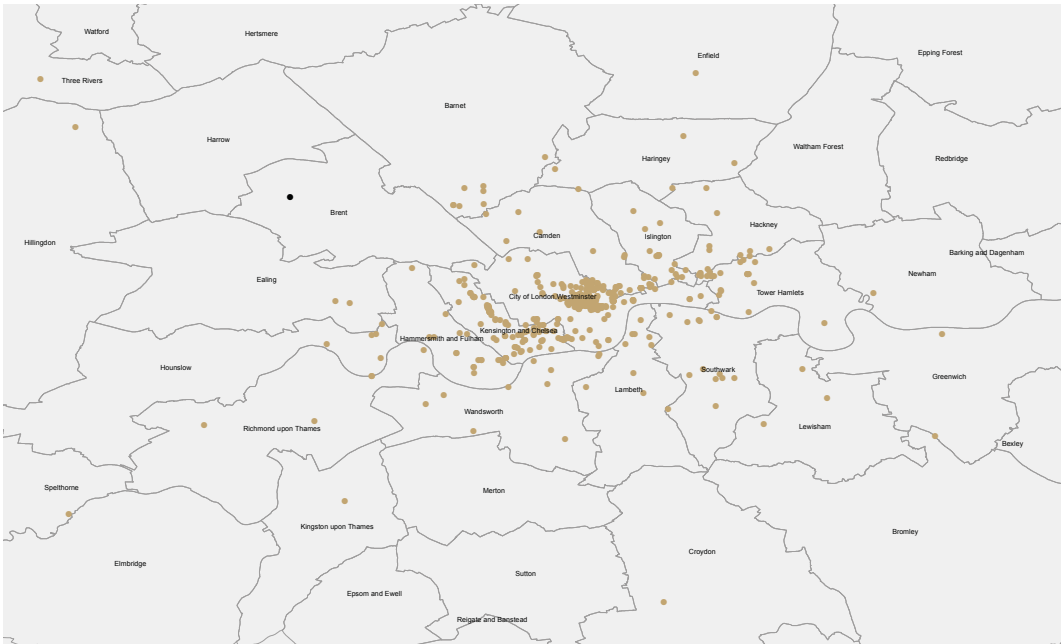 Watford
Hertsmere
Enfield
Epping Forest
Three Rivers
Barnet
Harrow
Haringey
Waltham Forest
Redbridge
Brent
Hillingdon
Camden
Islington
Hackney
Barking and Dagenham
Ealing
Newham
City of London Westminster
Tower Hamlets
Kensington and Chelsea
Hammersmith and Fulham
Hounslow
Southwark
Greenwich
Lambeth
Wandsworth
Richmond upon Thames
Lewisham
Bexley
Spelthorne
Merton
Kingston upon Thames
Bromley
Croydon
Elmbridge
Sutton
Epsom and Ewell
Reigate and Banstead